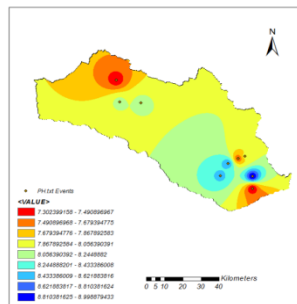 N
PH.txt Events
<VALUE>
7.302399158 - 7.490896967
7.490896968 - 7.679394775
7.679394776 - 7.867892583
7.867892584 - 8.056390391
8.056390392 - 8.2448882
8.244888201 - 8.433386008
8.433386009 - 8.621883816
8.621883817 - 8.810381624
8.810381625 - 8.998879433
Kilometers
0 5 10 20 30 40